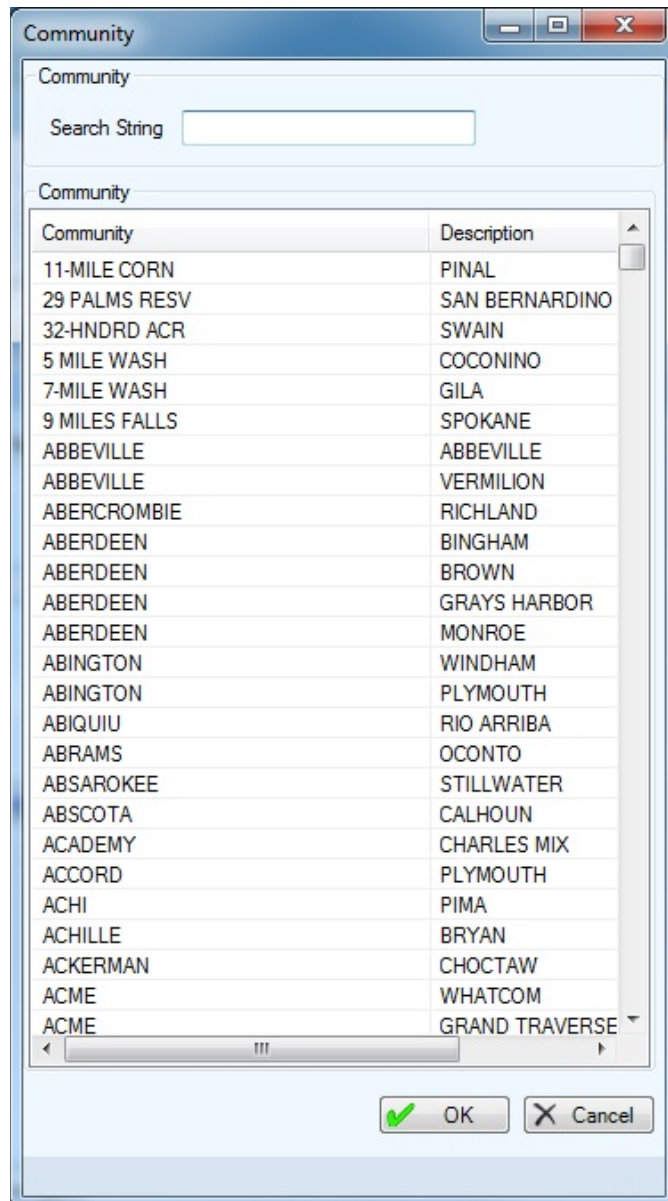 Community
Community
Search String
Community
Community Description
11-MILE CORN PINAL
29 PALMS RESV SAN BERNARDINO
32-HNDRD ACR SWAIN
5 MILE WASH COCONINO
7-MILE WASH GILA
9 MILES FALLS SPOKANE
ABBEVILLE ABBEVILLE
ABBEVILLE VERMILION
ABERCROMBIE RICHLAND
ABERDEEN BINGHAM
ABERDEEN BROWN
ABERDEEN GRAYS HARBOR
ABERDEEN MONROE
ABINGTON WINDHAM
ABINGTON PLYMOUTH
ABIQUIU RIO ARRIBA
ABRAMS OCONTO
ABSAROKEE STILLWATER
ABSCOTA CALHOUN
ACADEMY CHARLES MIX
ACCORD PLYMOUTH
ACHI PIMA
ACHILLE BRYAN
ACKERMAN CHOCTAW
ACME WHATCOM
ACME GRAND TRAVERSE
OK Cancel